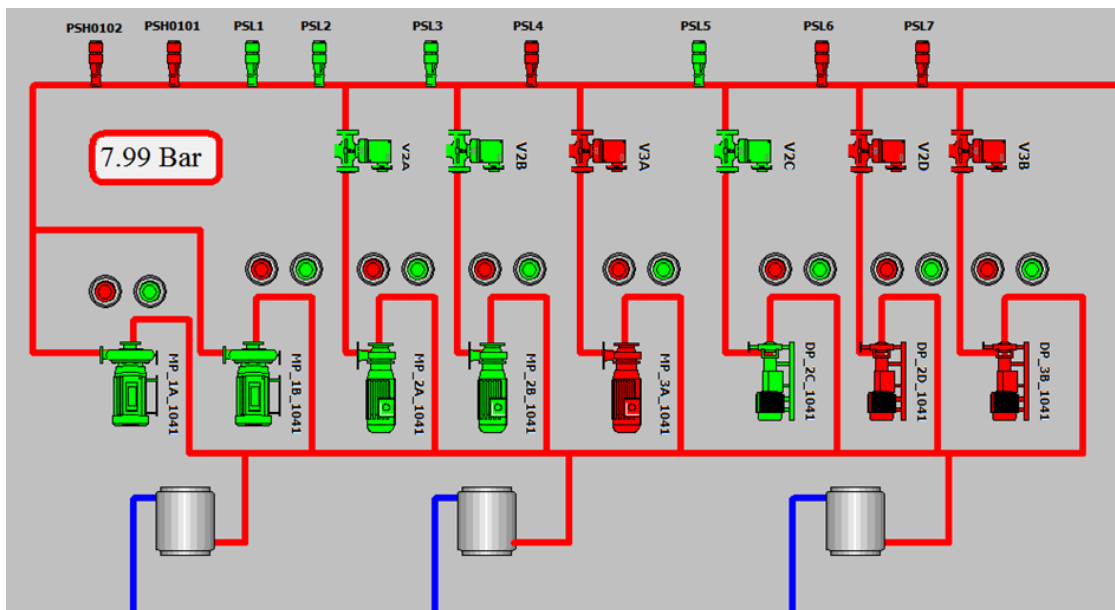 PSH0102 PSH0101 PSL1 PSL2 PSL3 PSL4 PSL5 PSL6 PSL7
7.99 Bar
V2A
V2B
V3A
V2C
V2D
V3B
MP_1A_1041
MP_1B_1041
MP_2A_1041
MP_2B_1041
MP_3A_1041
DP_2C_1041
DP_2D_1041
DP_3B_1041